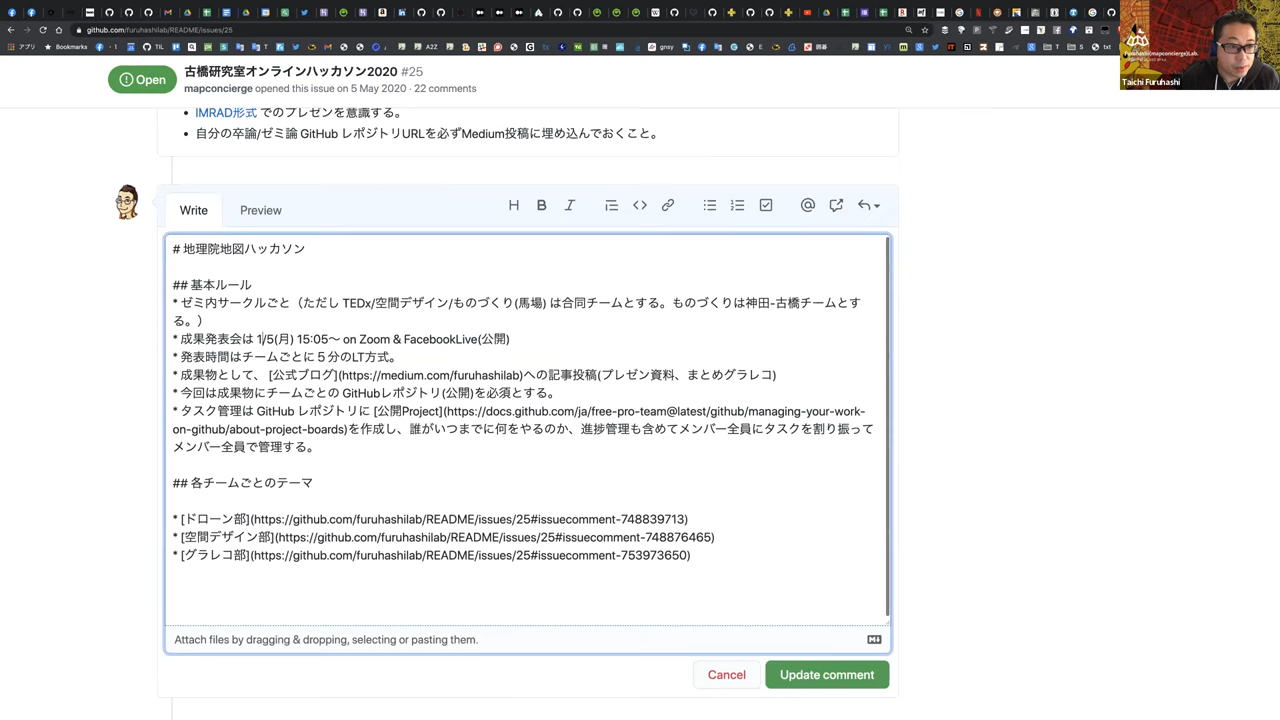 github.com/furuhashilab/README/issues/25
アプリ
Bookmarks
TIL
A2Z
gnsy
txt
Furuhashi(mapconcierge)Lab.
Taichi Furuhashi
Open
古橋研究室オンラインハッカソン2020 #25
mapconcierge opened this issue on 5 May 2020 · 22 comments
• IMRAD形式 でのプレゼンを意識する。
• 自分の卒論/ゼミ論 GitHub レポジトリURLを必ずMedium投稿に埋め込んでおくこと。
Write
Preview
# 地理院地図ハッカソン
## 基本ルール
* ゼミ内サークルごと（ただし TEDx/空間デザイン/ものづくり(馬場) は合同チームとする。ものづくりは神田-古橋チームとす
る。）
* 成果発表会は 1/5(月) 15:05〜 on Zoom & FacebookLive(公開)
* 発表時間はチームごとに５分のLT方式。
* 成果物として、 [公式ブログ](https://medium.com/furuhashilab)への記事投稿(プレゼン資料、まとめグラレコ)
* 今回は成果物にチームごとの GitHubレポジトリ(公開)を必須とする。
* タスク管理は GitHub レポジトリに [公開Project](https://docs.github.com/ja/free-pro-team@latest/github/managing-your-work-
on-github/about-project-boards)を作成し、誰がいつまでに何をやるのか、進捗管理も含めてメンバー全員にタスクを割り振って
メンバー全員で管理する。
## 各チームごとのテーマ
* [ドローン部](https://github.com/furuhashilab/README/issues/25#issuecomment-748839713)
* [空間デザイン部](https://github.com/furuhashilab/README/issues/25#issuecomment-748876465)
* [グラレコ部](https://github.com/furuhashilab/README/issues/25#issuecomment-753973650)
Attach files by dragging & dropping, selecting or pasting them.
Cancel
Update comment